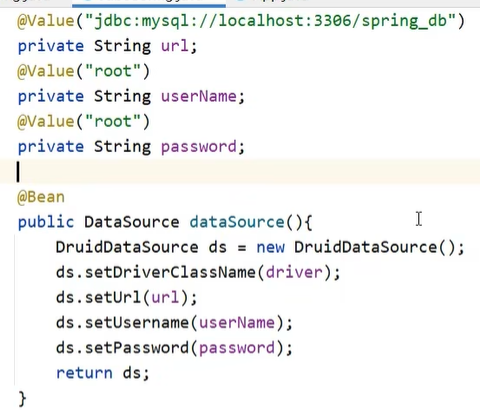 @Value("jdbc:mysql://localhost:3306/spring_db")
private String url;
@Value("root")
private String userName;
@Value("root")
private String password;
@Bean
public DataSource dataSource(){
    DruidDataSource ds = new DruidDataSource();
    ds.setDriverClassName(driver);
    ds.setUrl(url);
    ds.setUsername(userName);
    ds.setPassword(password);
    return ds;
}